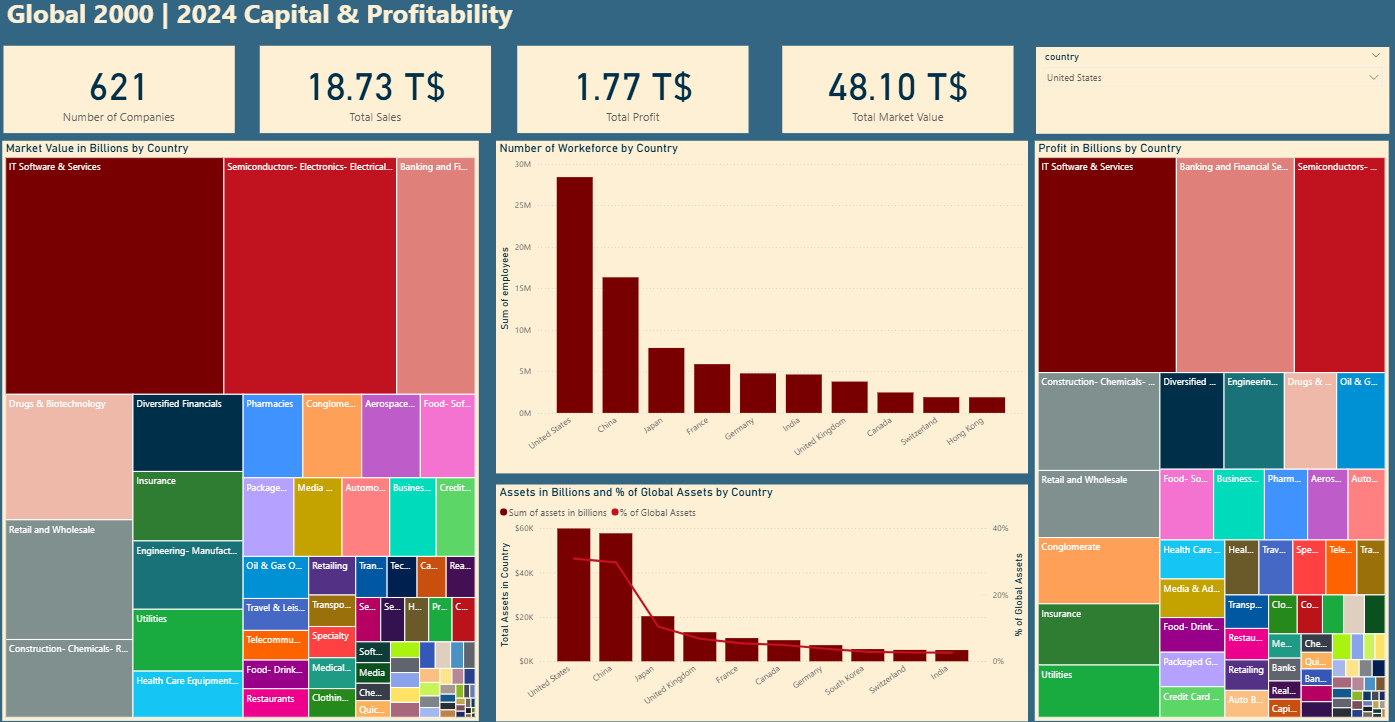 Global 2000 | 2024 Capital & Profitability
621
Number of Companies
18.73 T$
Total Sales
1.77 T$
Total Profit
48.10 T$
Total Market Value
country
United States
Market Value in Billions by Country
IT Software & Services
Semiconductors- Electronics- Electrical...
Banking and Fi...
Drugs & Biotechnology
Diversified Financials
Pharmacies
Conglome...
Aerospace...
Food- Sof...
Insurance
Package...
Media ...
Automo...
Busines...
Credit...
Retail and Wholesale
Engineering- Manufact...
Oil & Gas O...
Retailing
Tran...
Tec...
Ca...
Rea...
Travel & Leis...
Transpo...
Se...
Se...
H...
Pr...
C...
Utilities
Telecommu...
Specialty
Construction- Chemicals- R...
Soft...
Food- Drink...
Medical...
Media
Health Care Equipment...
Che...
Restaurants
Clothin...
Quic...
Number of Workeforce by Country
Sum of employees
30M
25M
20M
15M
10M
5M
0M
United States
China
Japan
France
Germany
India
United Kingdom
Canada
Switzerland
Hong Kong
Assets in Billions and % of Global Assets by Country
Sum of assets in billions
% of Global Assets
Total Assets in Country
$60K
$40K
$20K
$0K
40%
20%
0%
% of Global Assets
United States
China
Japan
United Kingdom
France
Canada
Germany
South Korea
Switzerland
India
Profit in Billions by Country
IT Software & Services
Banking and Financial Se...
Semiconductors- ...
Construction- Chemicals- ...
Diversified ...
Engineerin...
Drugs & ...
Oil & G...
Retail and Wholesale
Food- So...
Business...
Pharm...
Aeros...
Auto...
Conglomerate
Health Care ...
Heal...
Trav...
Spe...
Tele...
Tra...
Media & Ad...
Transp...
Clo...
Co...
Insurance
Food- Drink...
Restau...
Me...
Che...
Packaged G...
Retailing
Banks
Qui...
Utilities
Ban...
Real...
Credit Card ...
Auto B...
Capi...